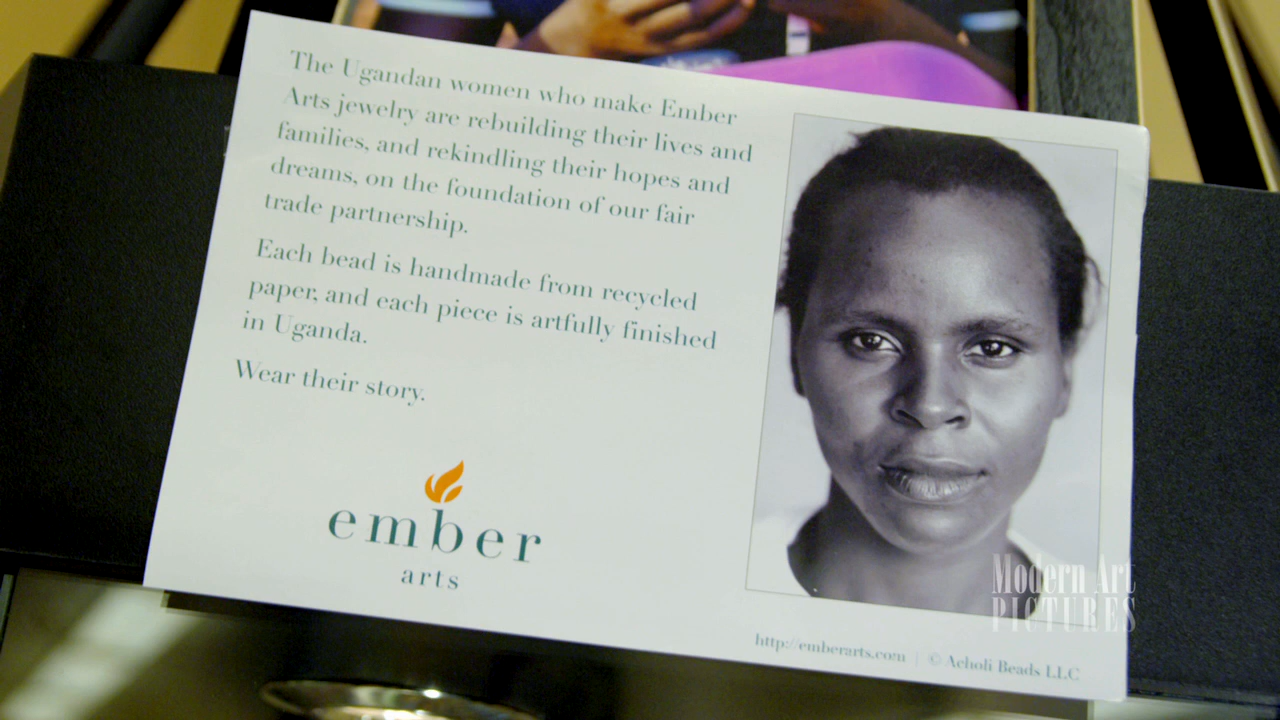 The Ugandan women who make Ember
Arts jewelry are rebuilding their lives and
families, and rekindling their hopes and
dreams, on the foundation of our fair
trade partnership.
Each bead is handmade from recycled
paper, and each piece is artfully finished
in Uganda.
Wear their story.
ember
arts
http://emberarts.com | © Acholi Beads LLC
Modern Art
PICTURES